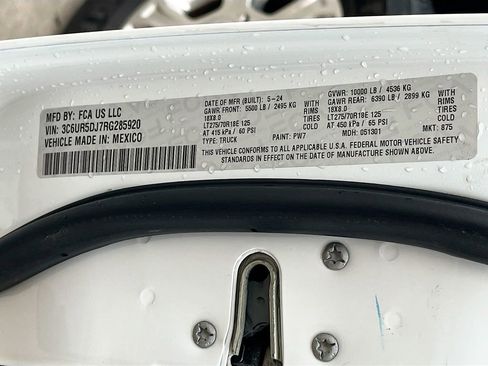 MFD BY: FCA US LLC
VIN: 3C6UR5DJ7RG285920
VEHICLE MADE IN: MEXICO
DATE OF MFR (BUILT): 5-24
GAWR FRONT: 5500 LB / 2495 KG
18X8.0
LT275/70R18E 125
AT 415 kPa / 60 PSI
TYPE: TRUCK
WITH
RIMS
TIRES
COLD
PAINT: PW7
GVWR: 10000 LB / 4536 KG
GAWR REAR: 6390 LB / 2899 KG
18X8.0
LT275/70R18E 125
AT 450 kPa / 65 PSI
MDH: 051301
WITH
RIMS
TIRES
COLD
MKT: 875
THIS VEHICLE CONFORMS TO ALL APPLICABLE U.S.A. FEDERAL MOTOR VEHICLE SAFETY
STANDARDS IN EFFECT ON THE DATE OF MANUFACTURE SHOWN ABOVE.